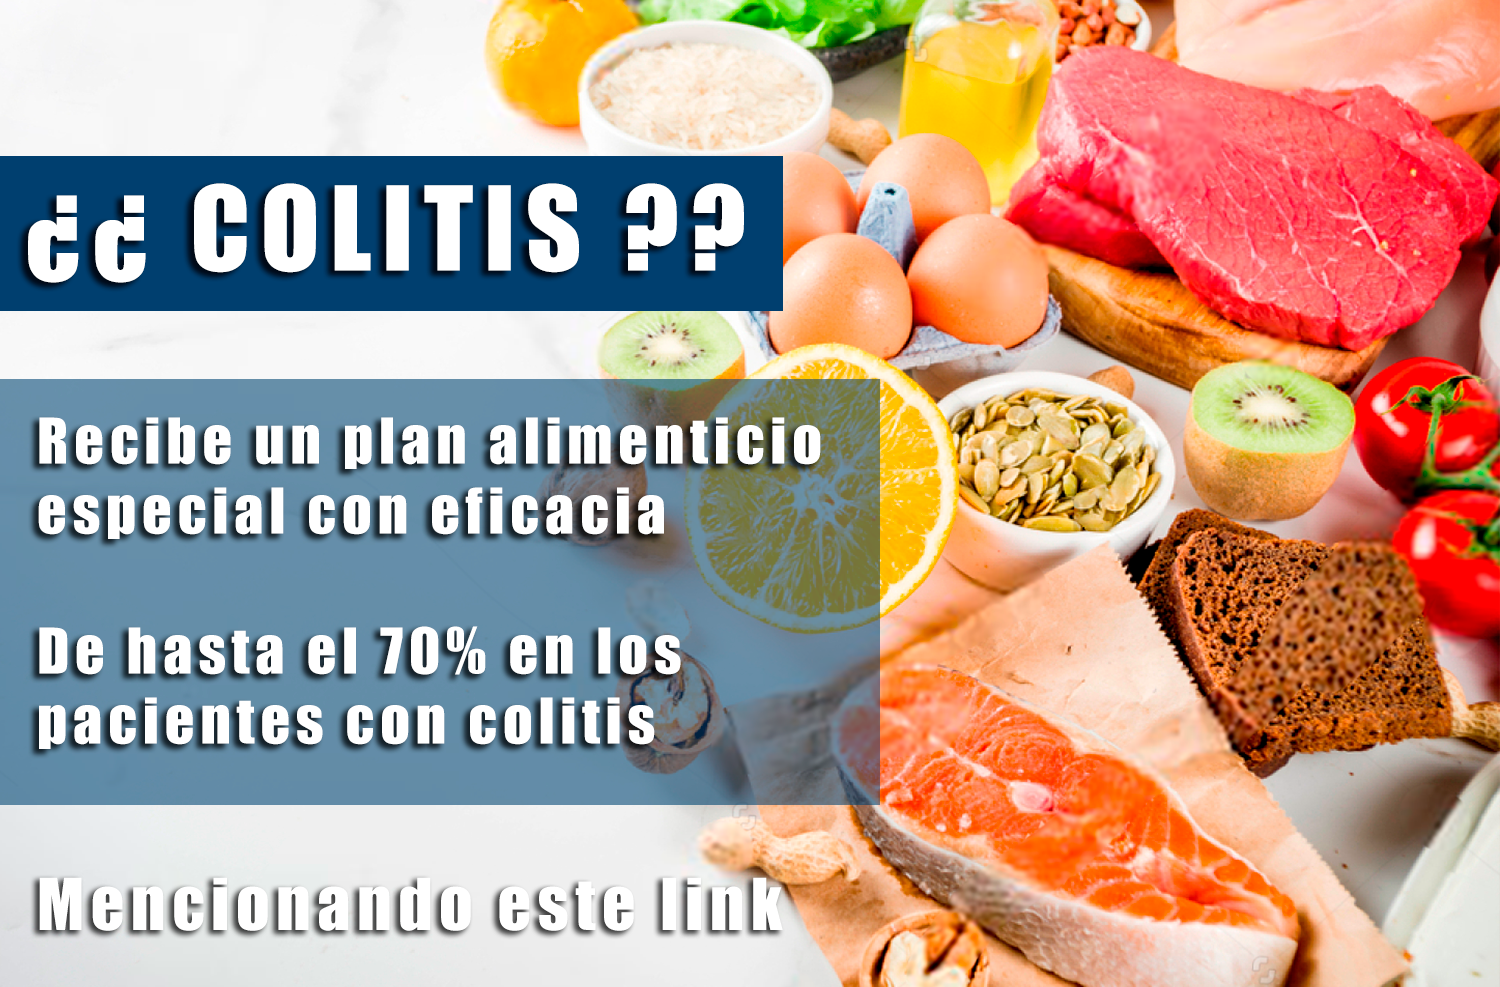 ¿¿ COLITIS ??
Recibe un plan alimenticio
especial con eficacia
De hasta el 70% en los
pacientes con colitis
Mencionando este link